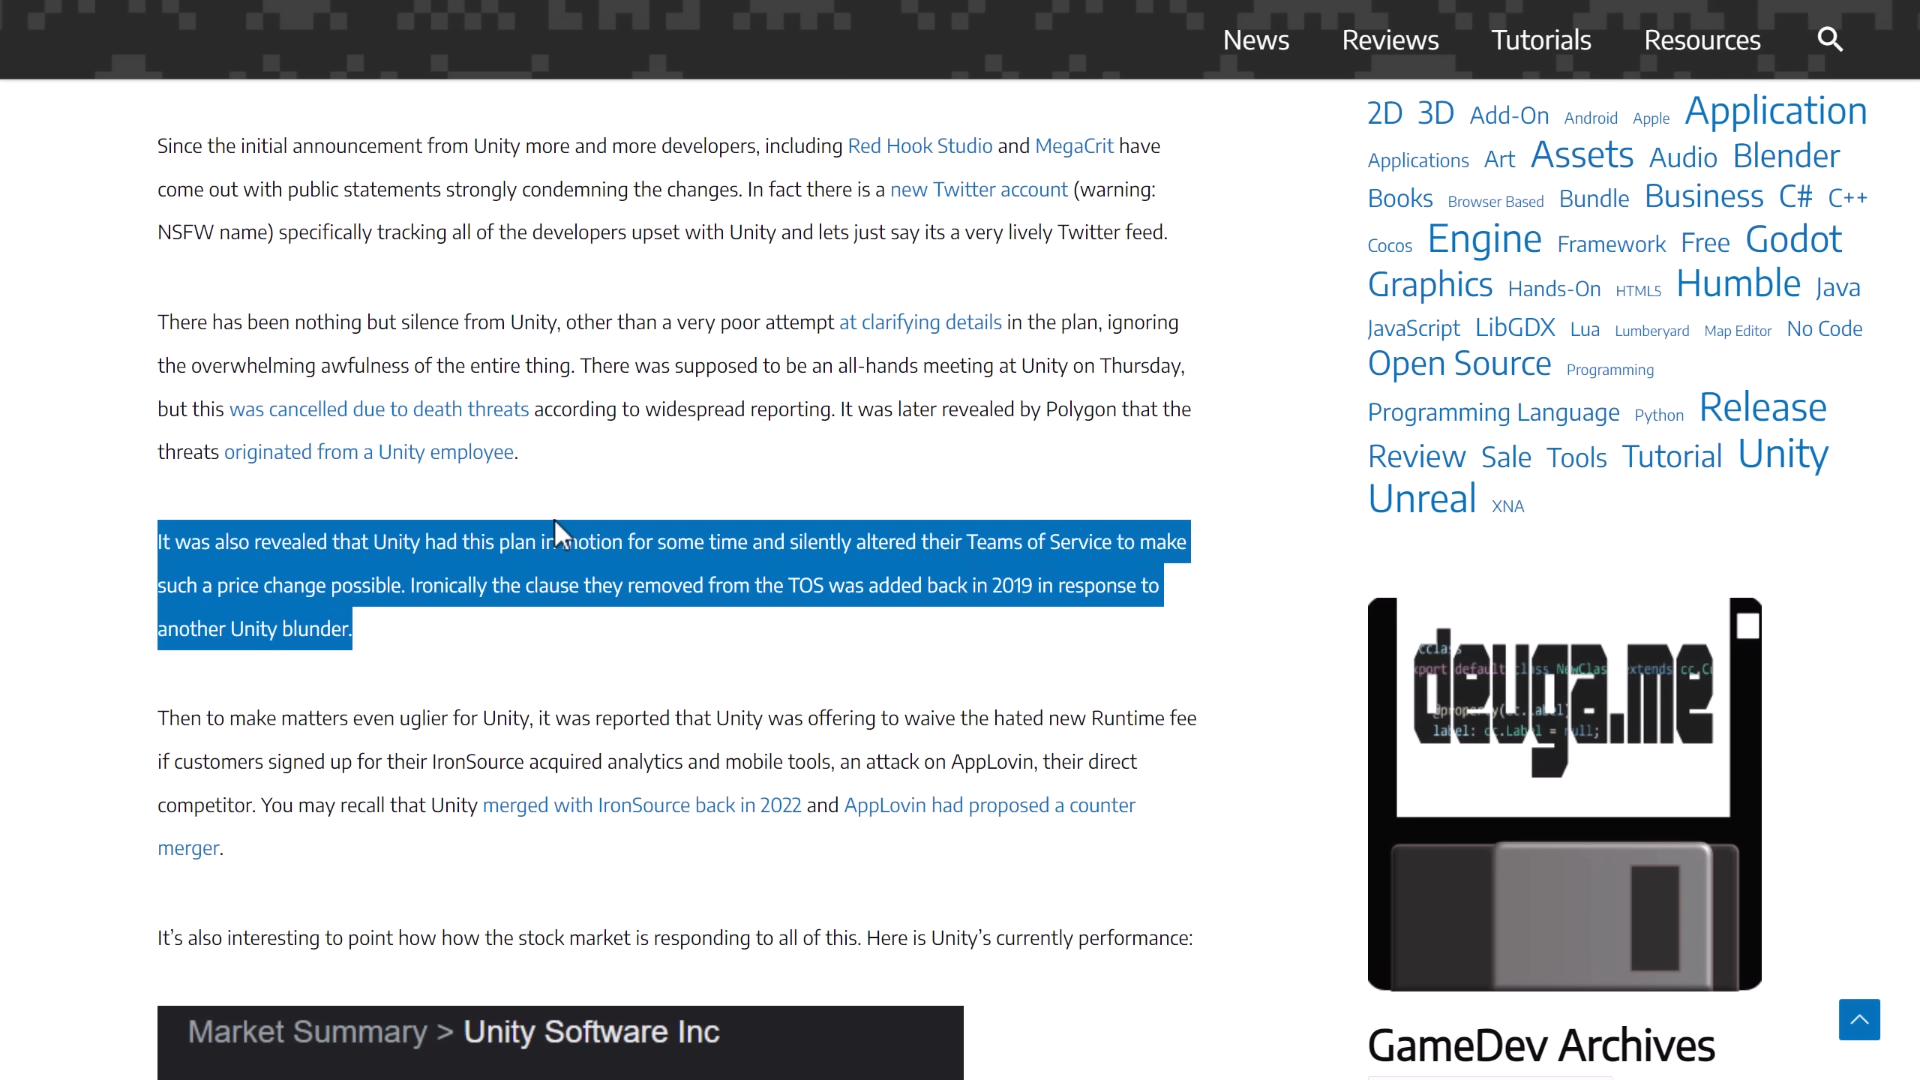 News Reviews Tutorials Resources
Since the initial announcement from Unity more and more developers, including Red Hook Studio and MegaCrit have
come out with public statements strongly condemning the changes. In fact there is a new Twitter account (warning:
NSFW name) specifically tracking all of the developers upset with Unity and lets just say its a very lively Twitter feed.
There has been nothing but silence from Unity, other than a very poor attempt at clarifying details in the plan, ignoring
the overwhelming awfulness of the entire thing. There was supposed to be an all-hands meeting at Unity on Thursday,
but this was cancelled due to death threats according to widespread reporting. It was later revealed by Polygon that the
threats originated from a Unity employee.
It was also revealed that Unity had this plan in motion for some time and silently altered their Teams of Service to make
such a price change possible. Ironically the clause they removed from the TOS was added back in 2019 in response to
another Unity blunder.
Then to make matters even uglier for Unity, it was reported that Unity was offering to waive the hated new Runtime fee
if customers signed up for their IronSource acquired analytics and mobile tools, an attack on AppLovin, their direct
competitor. You may recall that Unity merged with IronSource back in 2022 and AppLovin had proposed a counter
merger.
It’s also interesting to point how how the stock market is responding to all of this. Here is Unity’s currently performance:
Market Summary > Unity Software Inc
2D 3D Add-On Android Apple Application
Applications Art Assets Audio Blender
Books Browser Based Bundle Business C# C++
Cocos Engine Framework Free Godot
Graphics Hands-On HTML5 Humble Java
JavaScript LibGDX Lua Lumberyard Map Editor No Code
Open Source Programming
Programming Language Python Release
Review Sale Tools Tutorial Unity
Unreal XNA
devga.me
GameDev Archives